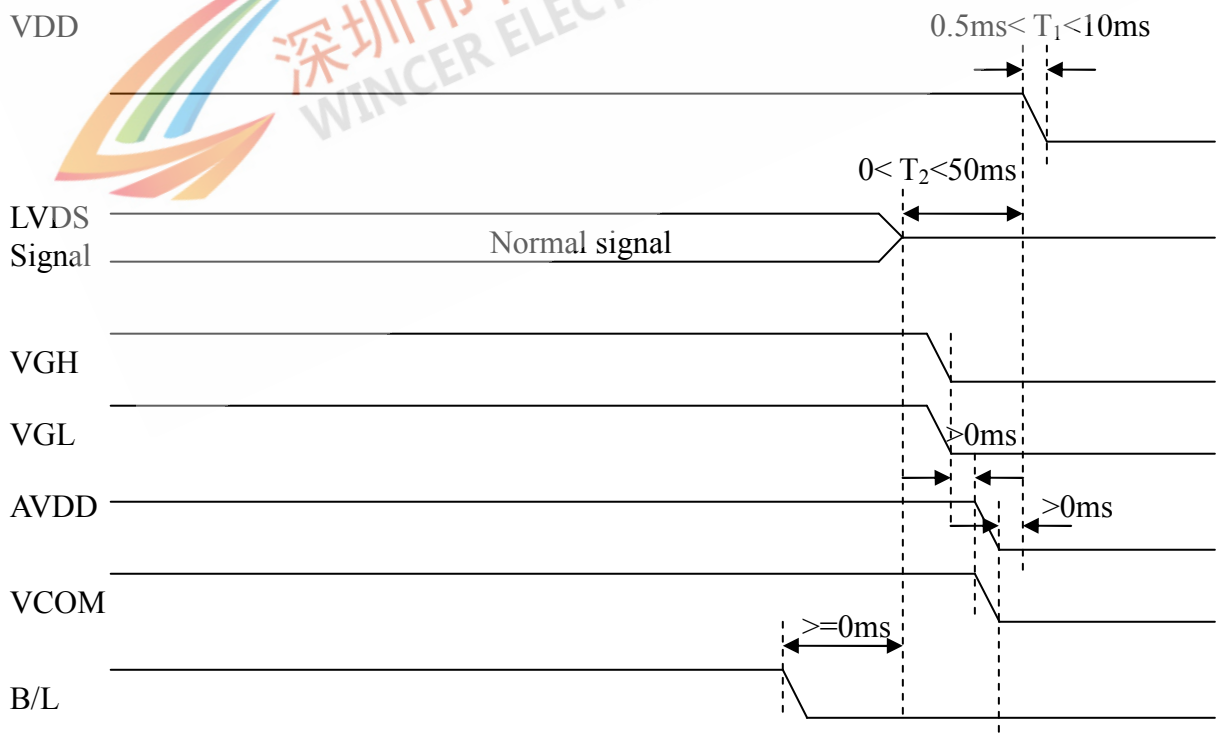 VDD
0.5ms< T₁<10ms
深圳市
WINCER ELECT
0< T₂<50ms
LVDS
Signal
Normal signal
VGH
VGL
>0ms
AVDD
>0ms
VCOM
>=0ms
B/L